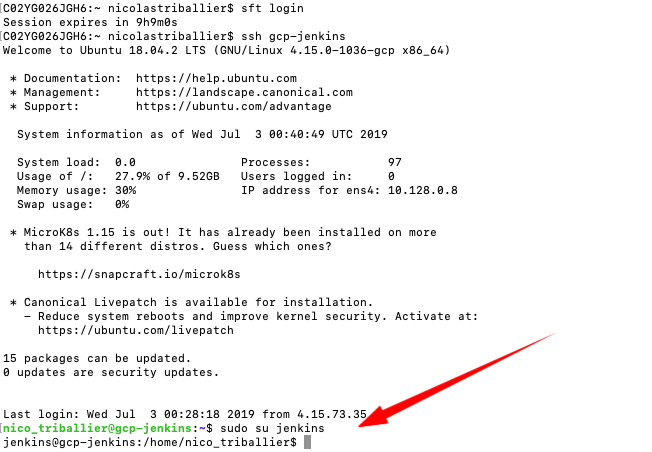 [C02YG026JGH6:~ nicolastriballier$ sft login
Session expires in 9h9m0s
[C02YG026JGH6:~ nicolastriballier$ ssh gcp-jenkins
Welcome to Ubuntu 18.04.2 LTS (GNU/Linux 4.15.0-1036-gcp x86_64)
* Documentation: https://help.ubuntu.com
* Management: https://landscape.canonical.com
* Support: https://ubuntu.com/advantage
System information as of Wed Jul 3 00:40:49 UTC 2019
System load: 0.0 Processes: 97
Usage of /: 27.9% of 9.52GB Users logged in: 0
Memory usage: 30% IP address for ens4: 10.128.0.8
Swap usage: 0%
* MicroK8s 1.15 is out! It has already been installed on more
than 14 different distros. Guess which ones?
https://snapcraft.io/microk8s
* Canonical Livepatch is available for installation.
- Reduce system reboots and improve kernel security. Activate at:
https://ubuntu.com/livepatch
15 packages can be updated.
0 updates are security updates.
Last login: Wed Jul 3 00:28:18 2019 from 4.15.73.35
[nico_triballier@gcp-jenkins:~$ sudo su jenkins
jenkins@gcp-jenkins:/home/nico_triballier$